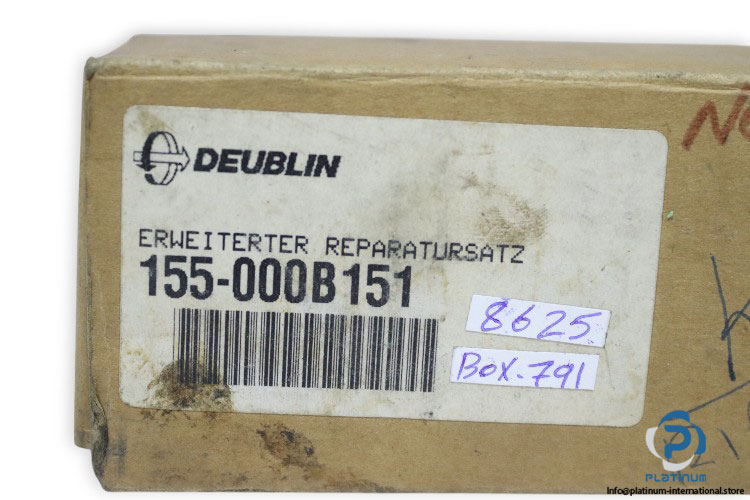 DEUBLIN
ERWEITERTER REPARATURSATZ
155-000B151
8625
BOX-791
PLATINUM
Info@platinum-international.store